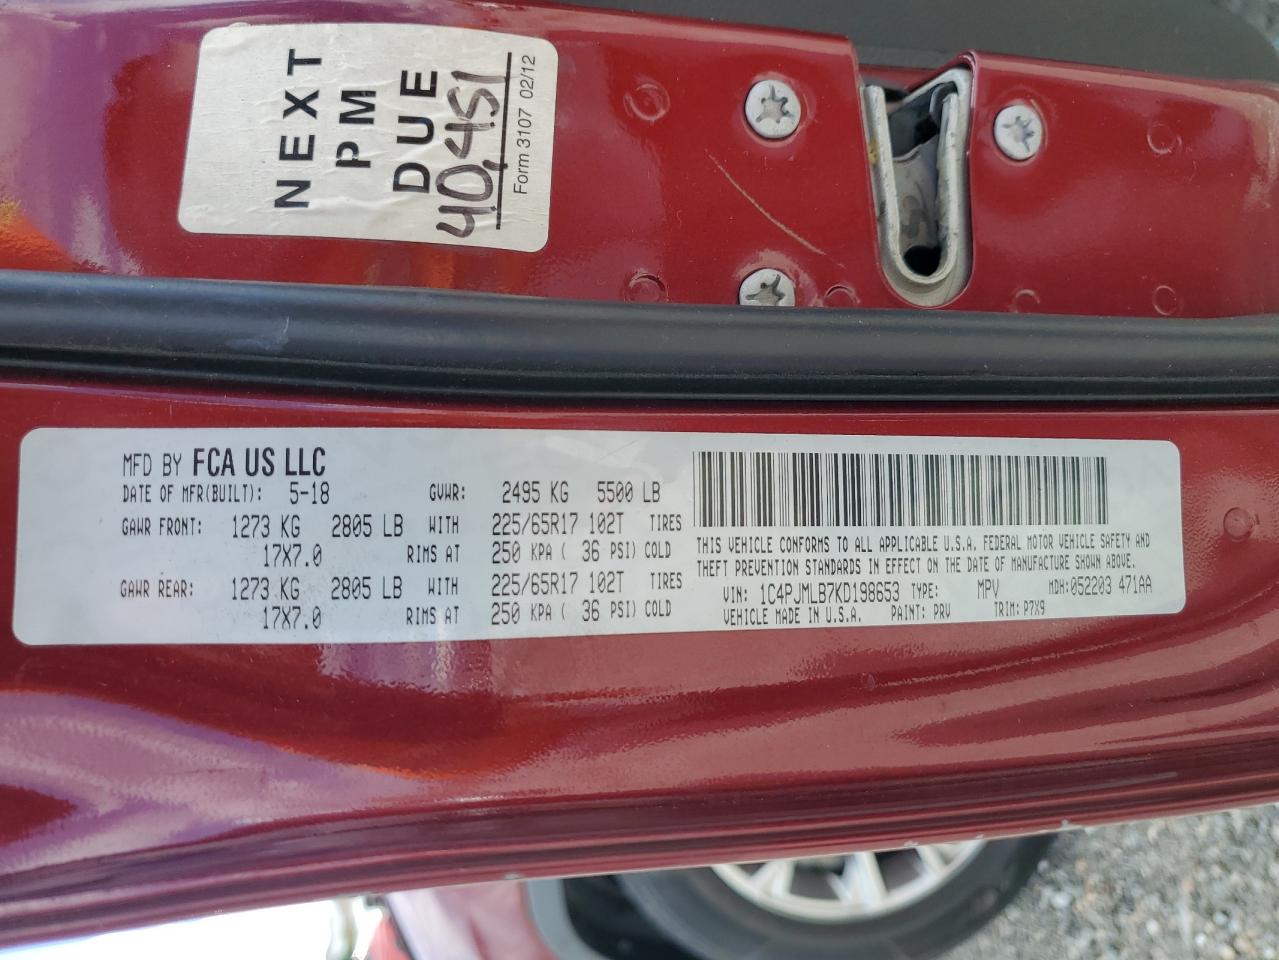 NEXT
PM
DUE
40,451
Form 3107 02/12
MFD BY FCA US LLC
DATE OF MFR(BUILT): 5-18 GVWR: 2495 KG 5500 LB
GAWR FRONT: 1273 KG 2805 LB WITH 225/65R17 102T TIRES
17X7.0 RIMS AT 250 KPA ( 36 PSI) COLD
GAWR REAR: 1273 KG 2805 LB WITH 225/65R17 102T TIRES
17X7.0 RIMS AT 250 KPA ( 36 PSI) COLD
THIS VEHICLE CONFORMS TO ALL APPLICABLE U.S.A. FEDERAL MOTOR VEHICLE SAFETY AND
THEFT PREVENTION STANDARDS IN EFFECT ON THE DATE OF MANUFACTURE SHOWN ABOVE.
VIN: 1C4PJMLB7KD198653 TYPE: MPV MDH:052203 471AA
VEHICLE MADE IN U.S.A. PAINT: PRV TRIM: P7X9